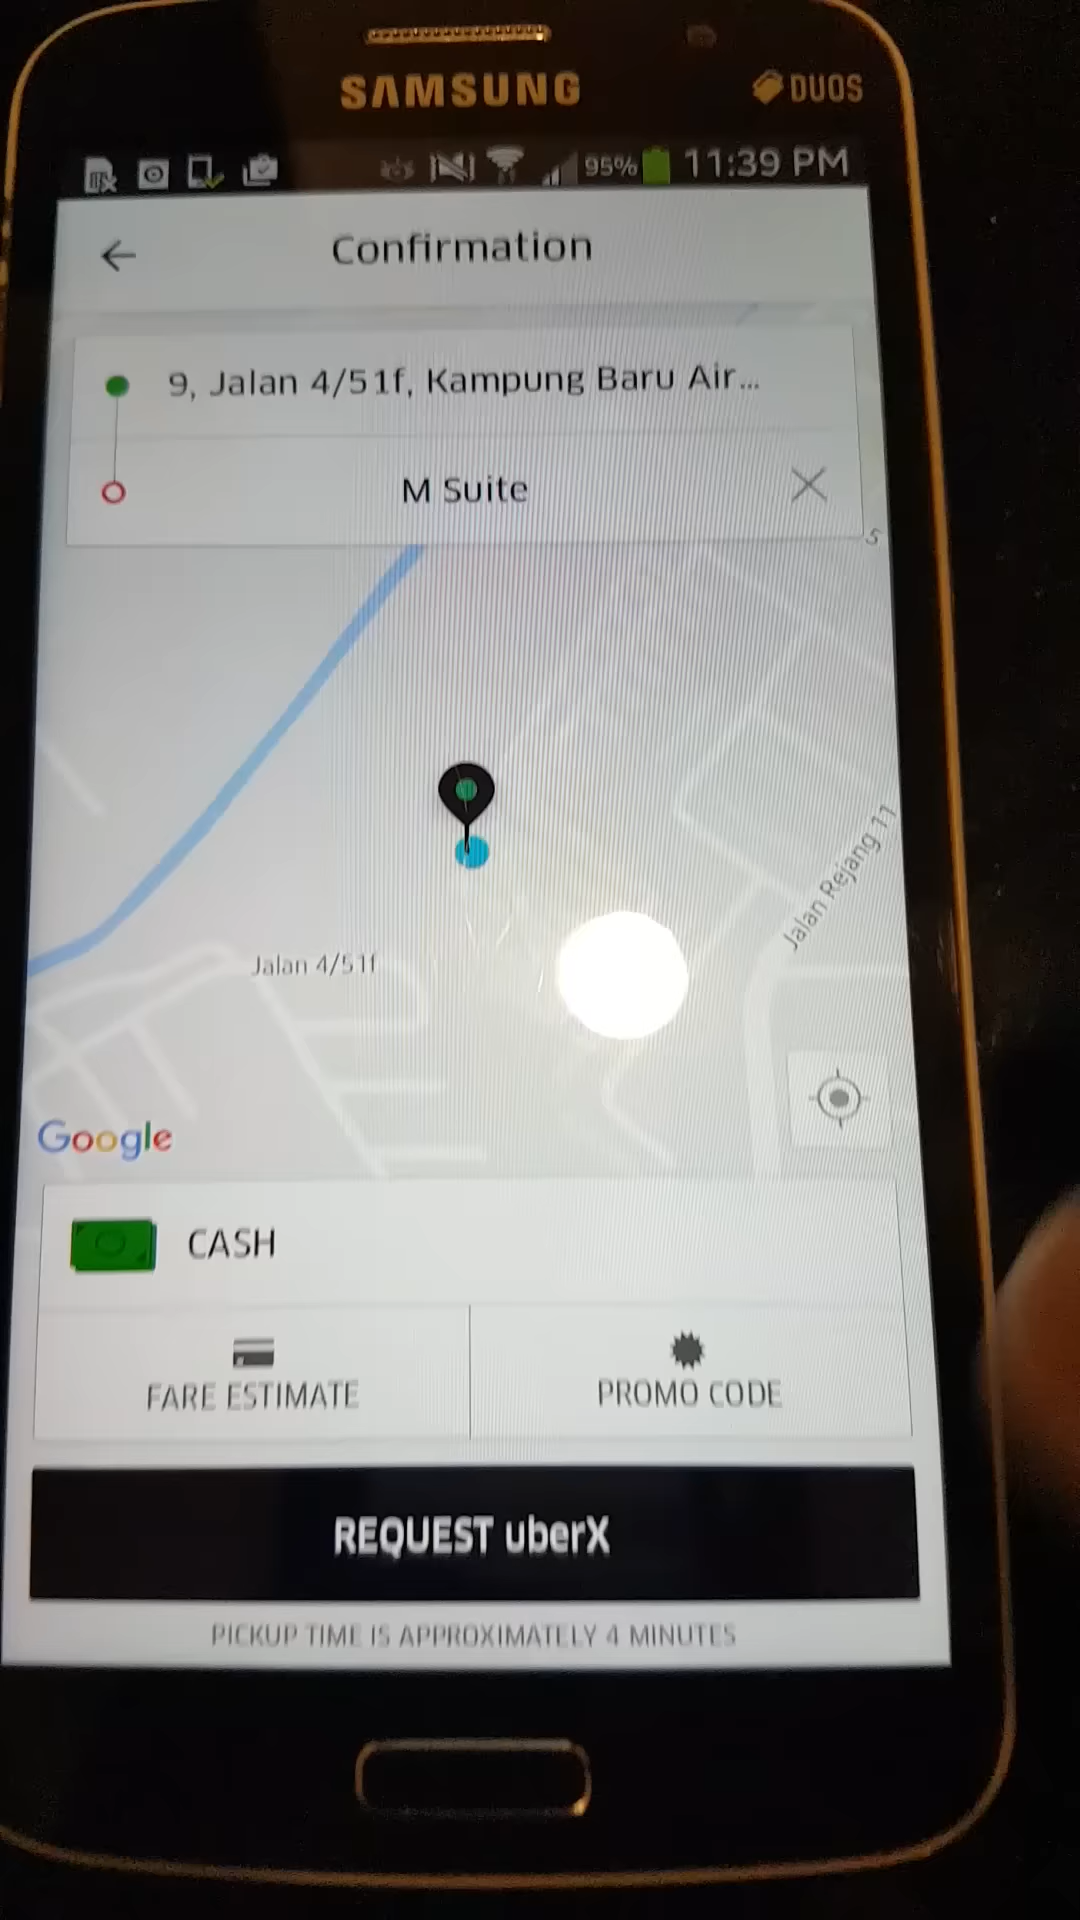 SAMSUNG
DUOS
95%
11:39 PM
Confirmation
9, Jalan 4/51f, Kampung Baru Air...
M Suite
5
Jalan Rejang 11
Jalan 4/51f
Google
CASH
FARE ESTIMATE
PROMO CODE
REQUEST uberX
PICKUP TIME IS APPROXIMATELY 4 MINUTES